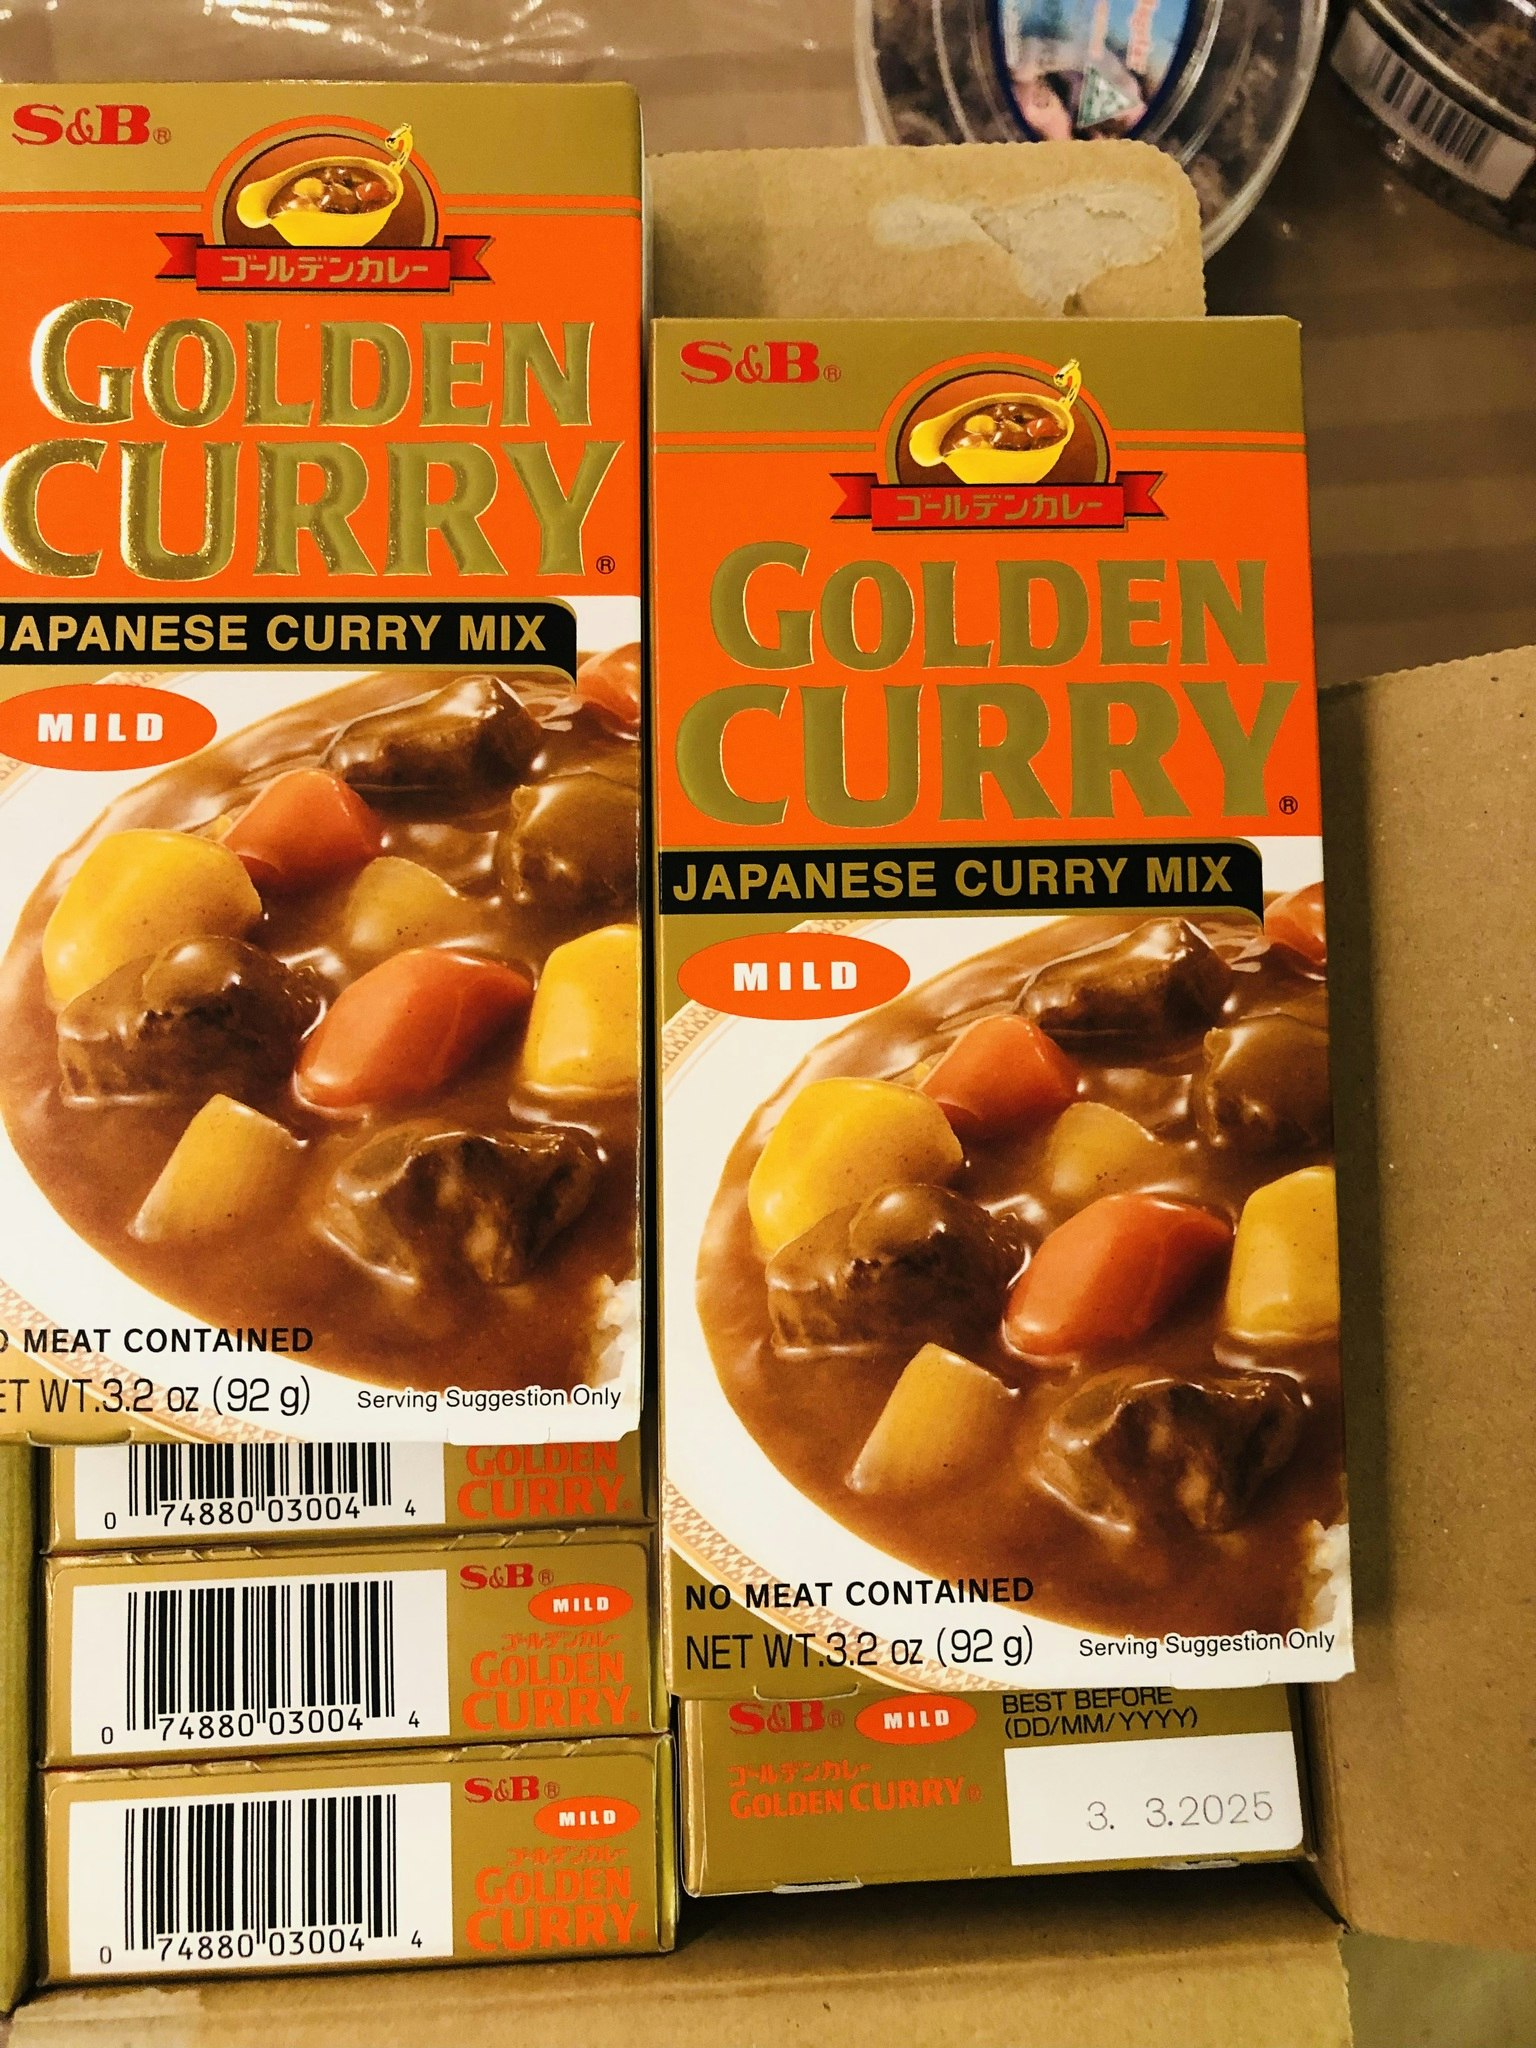 S&B®
ゴールデンカレー
GOLDEN
CURRY®
JAPANESE CURRY MIX
MILD
MEAT CONTAINED
WT.3.2 oz (92 g)
Serving Suggestion Only
S&B®
ゴールデンカレー
GOLDEN
CURRY®
JAPANESE CURRY MIX
MILD
NO MEAT CONTAINED
NET WT.3.2 oz (92 g)
Serving Suggestion Only
0 74880 03004 4
GOLDEN
CURRY®
0 74880 03004 4
S&B®
MILD
ゴールデンカレー
GOLDEN
CURRY®
0 74880 03004 4
S&B®
MILD
ゴールデンカレー
GOLDEN
CURRY®
S&B® MILD
ゴールデンカレー
GOLDEN CURRY®
BEST BEFORE
(DD/MM/YYYY)
3. 3.2025